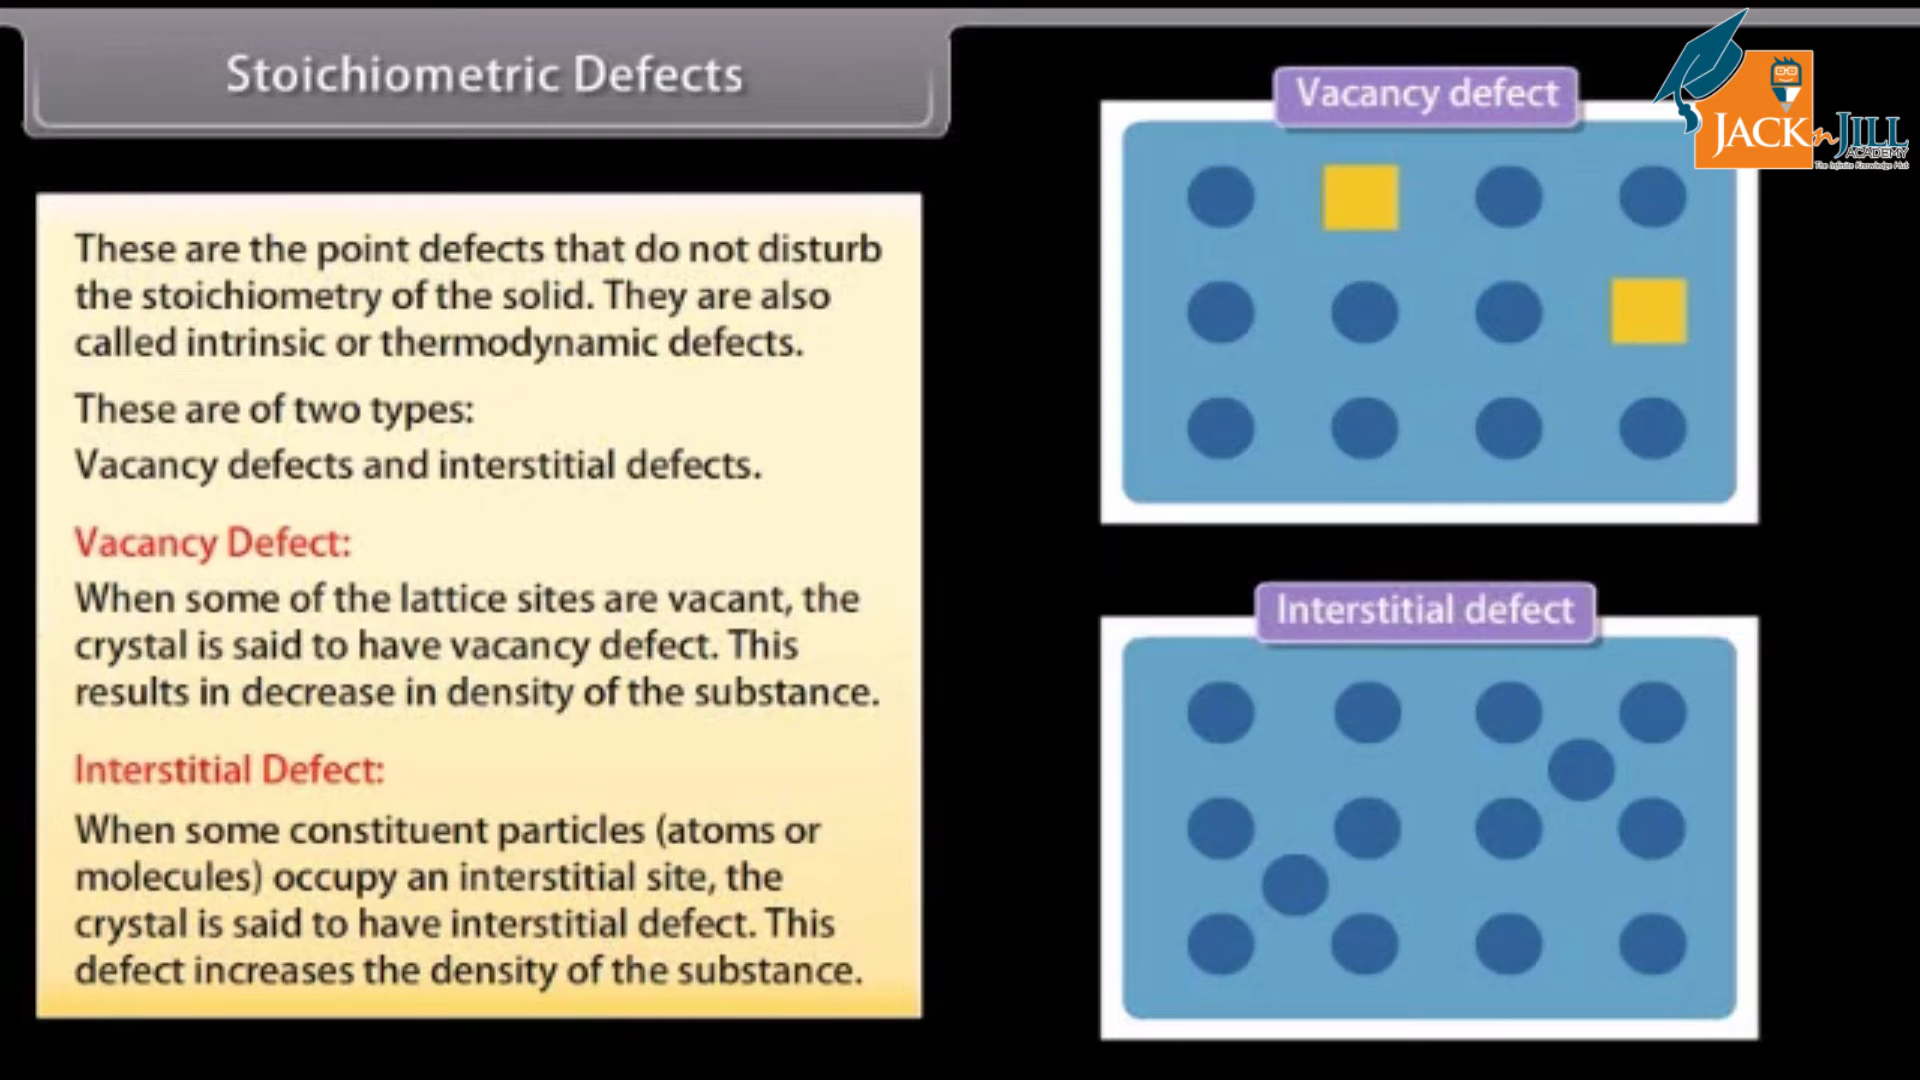 Stoichiometric Defects
These are the point defects that do not disturb
the stoichiometry of the solid. They are also
called intrinsic or thermodynamic defects.
These are of two types:
Vacancy defects and interstitial defects.
Vacancy Defect:
When some of the lattice sites are vacant, the
crystal is said to have vacancy defect. This
results in decrease in density of the substance.
Interstitial Defect:
When some constituent particles (atoms or
molecules) occupy an interstitial site, the
crystal is said to have interstitial defect. This
defect increases the density of the substance.
Vacancy defect
Interstitial defect
JACK n JILL
ACADEMY
The Infinite Knowledge Hub